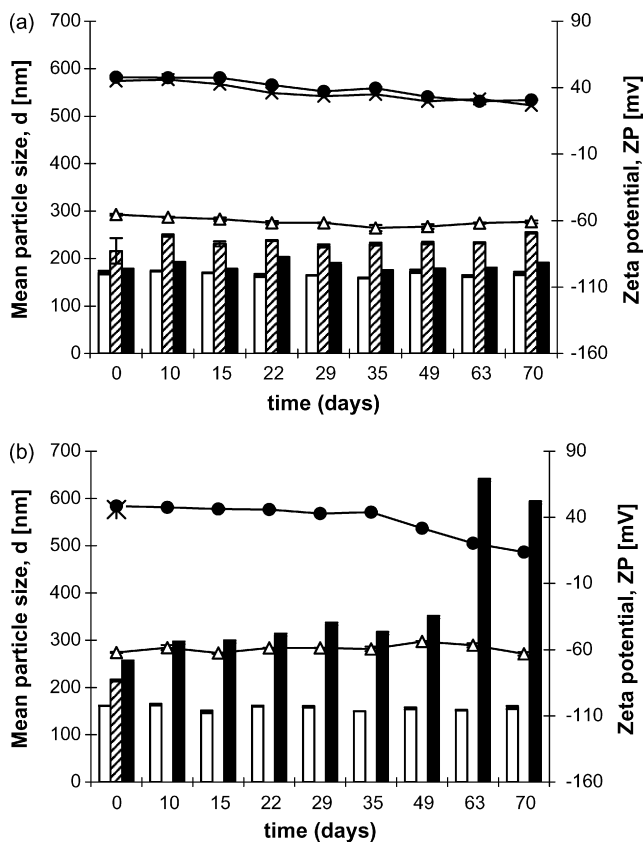 (a)
Mean particle size, d [nm]
700
600
500
400
300
200
100
0
90
40
-10
-60
-110
-160
Zeta potential, ZP [mv]
0 10 15 22 29 35 49 63 70
time (days)
(b)
Mean particle size, d [nm]
700
600
500
400
300
200
100
0
90
40
-10
-60
-110
-160
Zeta potential, ZP [mV]
0 10 15 22 29 35 49 63 70
time (days)